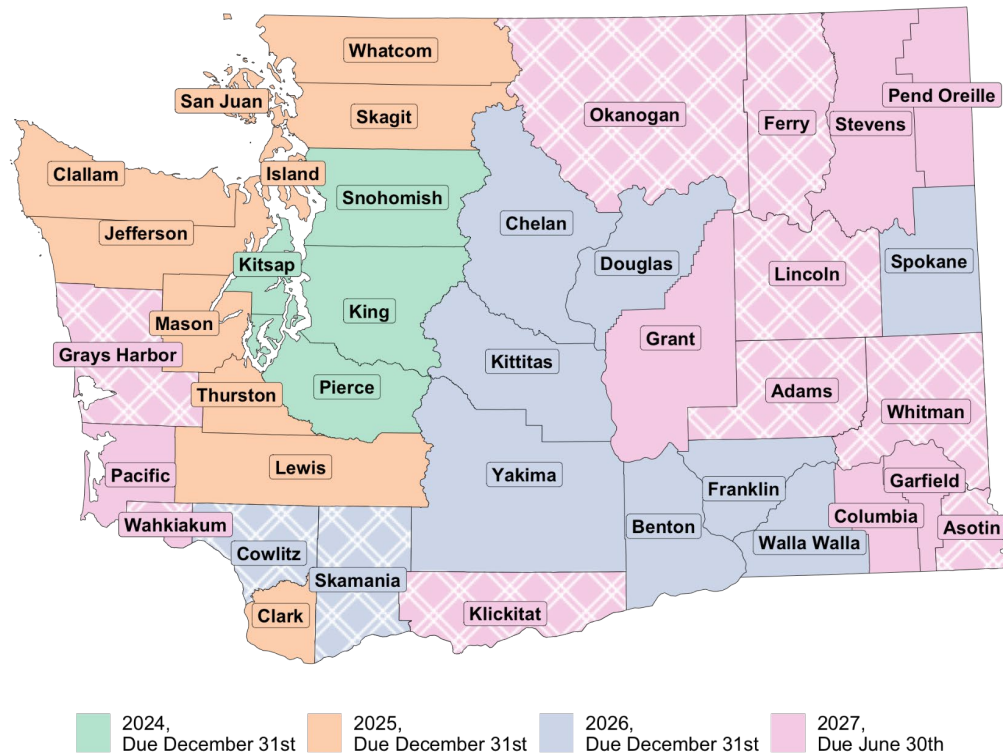 Whatcom
San Juan
Skagit
Okanogan
Ferry
Stevens
Pend Oreille
Clallam
Island
Snohomish
Jefferson
Chelan
Kitsap
Douglas
Lincoln
Spokane
King
Mason
Grays Harbor
Kittitas
Grant
Thurston
Pierce
Adams
Whitman
Lewis
Pacific
Yakima
Franklin
Garfield
Wahkiakum
Benton
Columbia
Asotin
Cowlitz
Walla Walla
Skamania
Clark
Klickitat
2024,
Due December 31st
2025,
Due December 31st
2026,
Due December 31st
2027,
Due June 30th